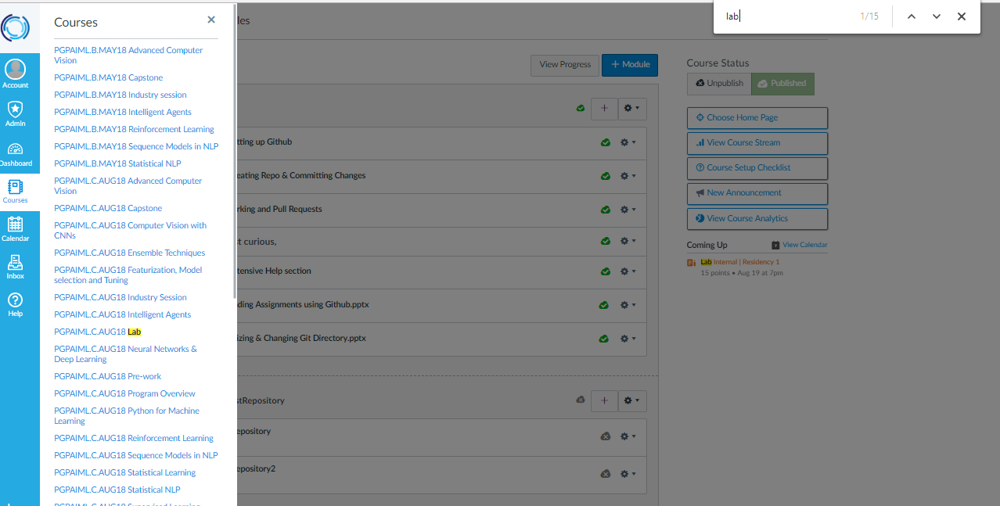 lab
1/15
Account
Admin
Dashboard
Courses
Calendar
Inbox
Help
Courses
PGPAIML.B.MAY18 Advanced Computer
Vision
PGPAIML.B.MAY18 Capstone
PGPAIML.B.MAY18 Industry session
PGPAIML.B.MAY18 Intelligent Agents
PGPAIML.B.MAY18 Reinforcement Learning
PGPAIML.B.MAY18 Sequence Models in NLP
PGPAIML.B.MAY18 Statistical NLP
PGPAIML.C.AUG18 Advanced Computer
Vision
PGPAIML.C.AUG18 Capstone
PGPAIML.C.AUG18 Computer Vision with
CNNs
PGPAIML.C.AUG18 Ensemble Techniques
PGPAIML.C.AUG18 Featurization, Model
selection and Tuning
PGPAIML.C.AUG18 Industry Session
PGPAIML.C.AUG18 Intelligent Agents
PGPAIML.C.AUG18 Lab
PGPAIML.C.AUG18 Neural Networks &
Deep Learning
PGPAIML.C.AUG18 Pre-work
PGPAIML.C.AUG18 Program Overview
PGPAIML.C.AUG18 Python for Machine
Learning
PGPAIML.C.AUG18 Reinforcement Learning
PGPAIML.C.AUG18 Sequence Models in NLP
PGPAIML.C.AUG18 Statistical Learning
PGPAIML.C.AUG18 Statistical NLP
les
View Progress
+ Module
tting up Github
eating Repo & Committing Changes
rking and Pull Requests
t curious,
tensive Help section
ding Assignments using Github.pptx
izing & Changing Git Directory.pptx
stRepository
epository
epository2
Course Status
Unpublish
Published
Choose Home Page
View Course Stream
Course Setup Checklist
New Announcement
View Course Analytics
Coming Up
View Calendar
Lab Internal | Residency 1
15 points • Aug 19 at 7pm